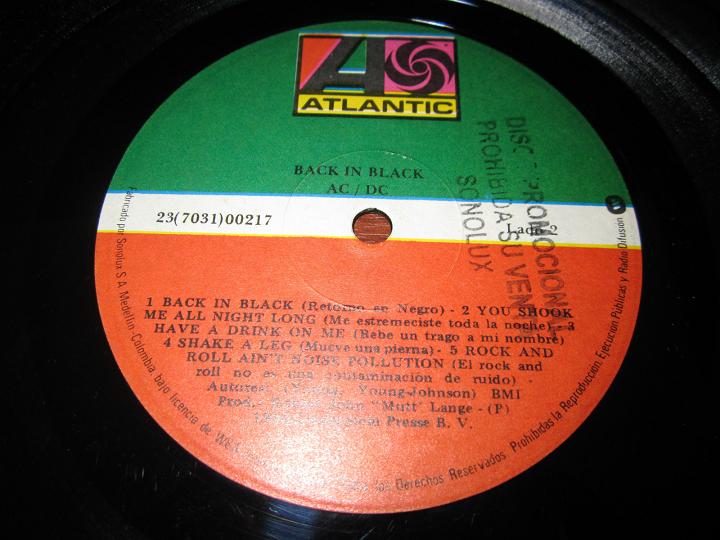 ATLANTIC
BACK IN BLACK
AC / DC
23(7031)00217
Lado 2
1 BACK IN BLACK (Retorno en Negro) - 2 YOU SHOOK
ME ALL NIGHT LONG (Me estremeciste toda la noche) - 3
HAVE A DRINK ON ME (Bebe un trago a mi nombre)
4 SHAKE A LEG (Mueve una pierna) - 5 ROCK AND
ROLL AIN'T NOISE POLLUTION (El rock and
roll no es una contaminación de ruido) -
Autores: (Young, Young-Johnson) BMI
Prod.- John "Mutt" Lange - (P)
Presse B. V.
PROMOCIONAL
PROHIBIDA SU VENTA
SONOLUX
Fabricado por Sonolux S. A. Medellín - Colombia bajo licencia de
los Derechos Reservados. Prohibidas la Reproducción, Ejecución Públicas y Radio Difusión